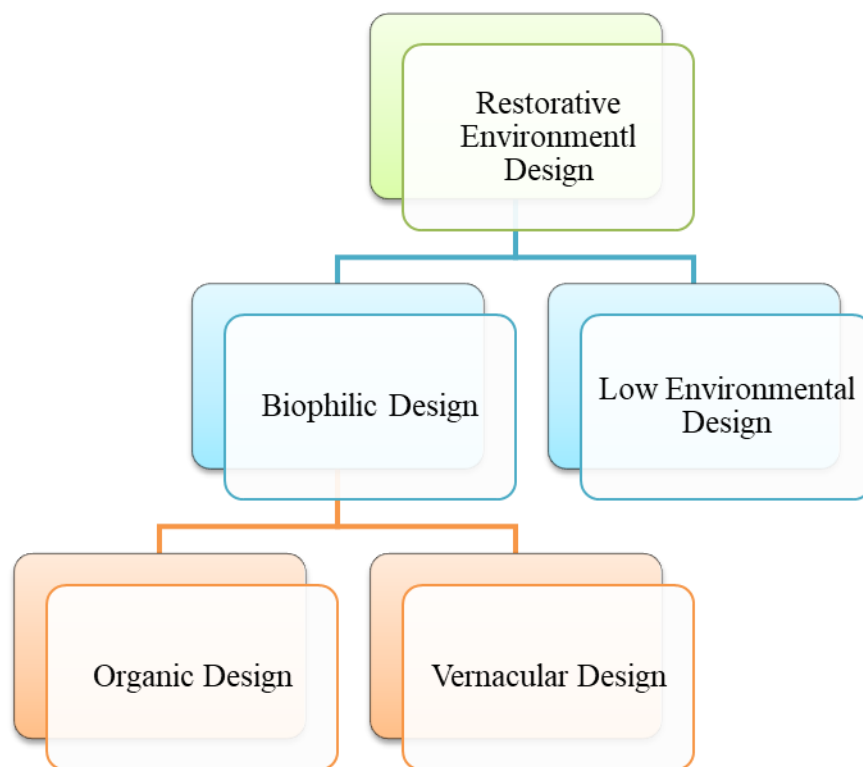 Restorative
Environmentl
Design
Biophilic Design
Low Environmental
Design
Organic Design
Vernacular Design